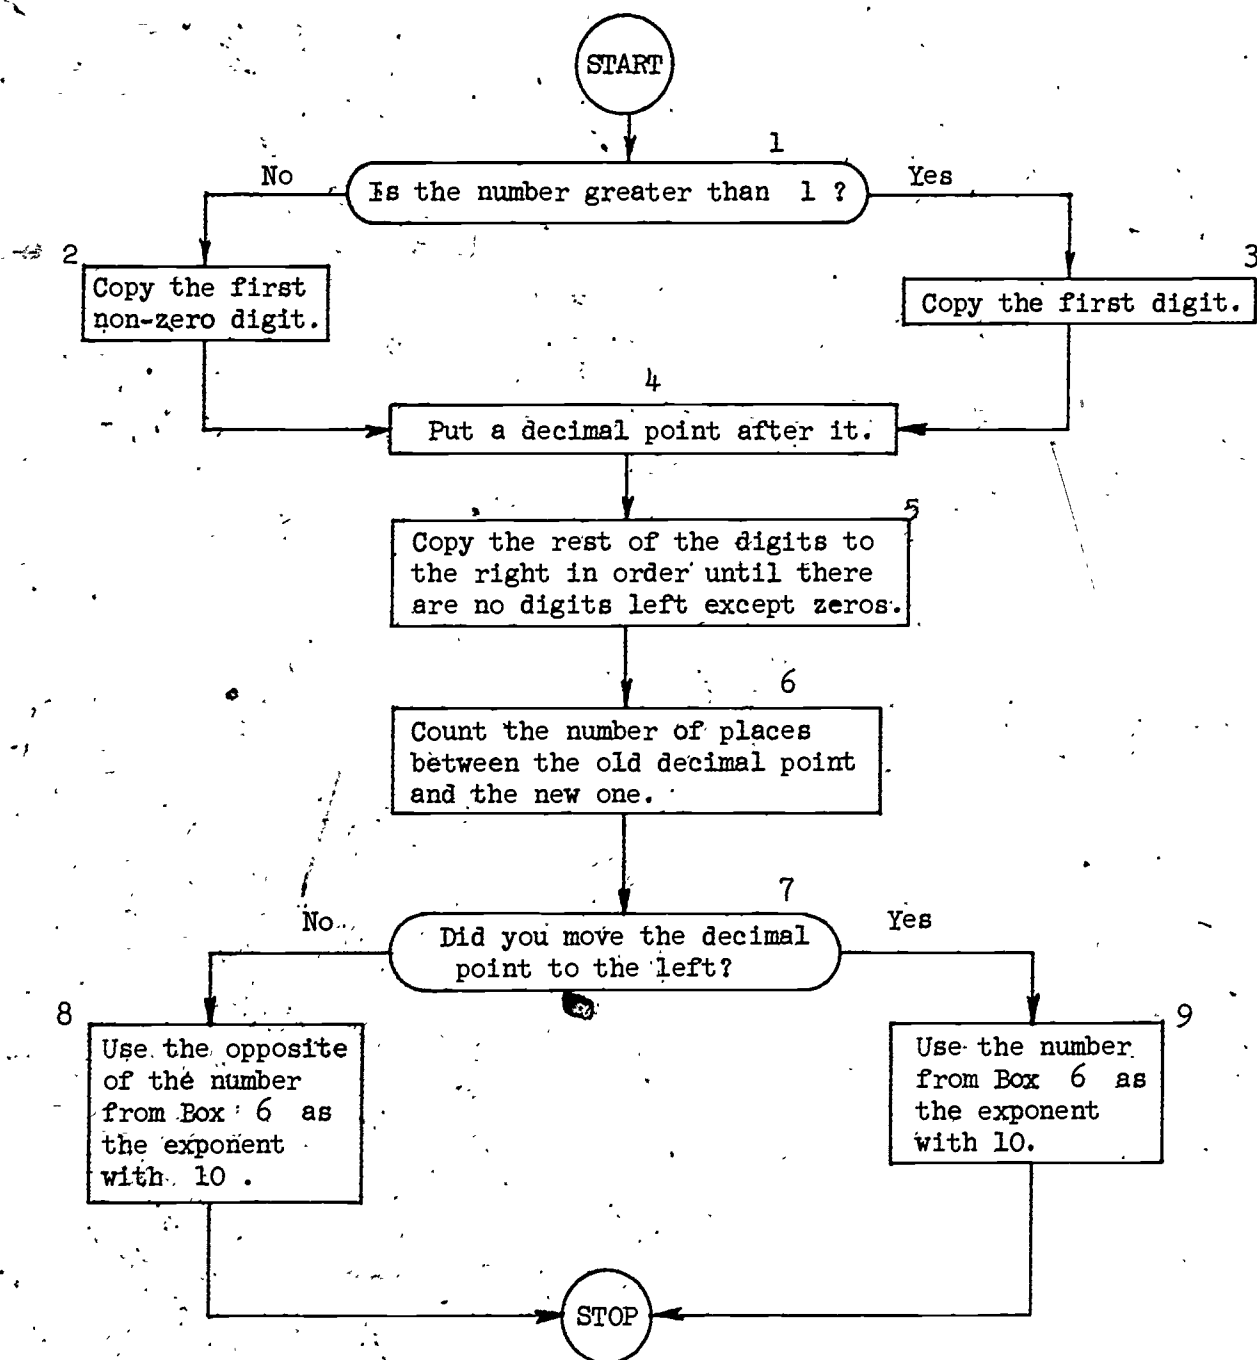 START
1
No
Is the number greater than 1 ?
Yes
2
3
Copy the first
non-zero digit.
Copy the first digit.
4
Put a decimal point after it.
5
Copy the rest of the digits to
the right in order until there
are no digits left except zeros.
6
Count the number of places
between the old decimal point
and the new one.
7
No
Did you move the decimal
point to the left?
Yes
8
9
Use the opposite
of the number
from Box 6 as
the exponent
with 10 .
Use the number
from Box 6 as
the exponent
with 10.
STOP